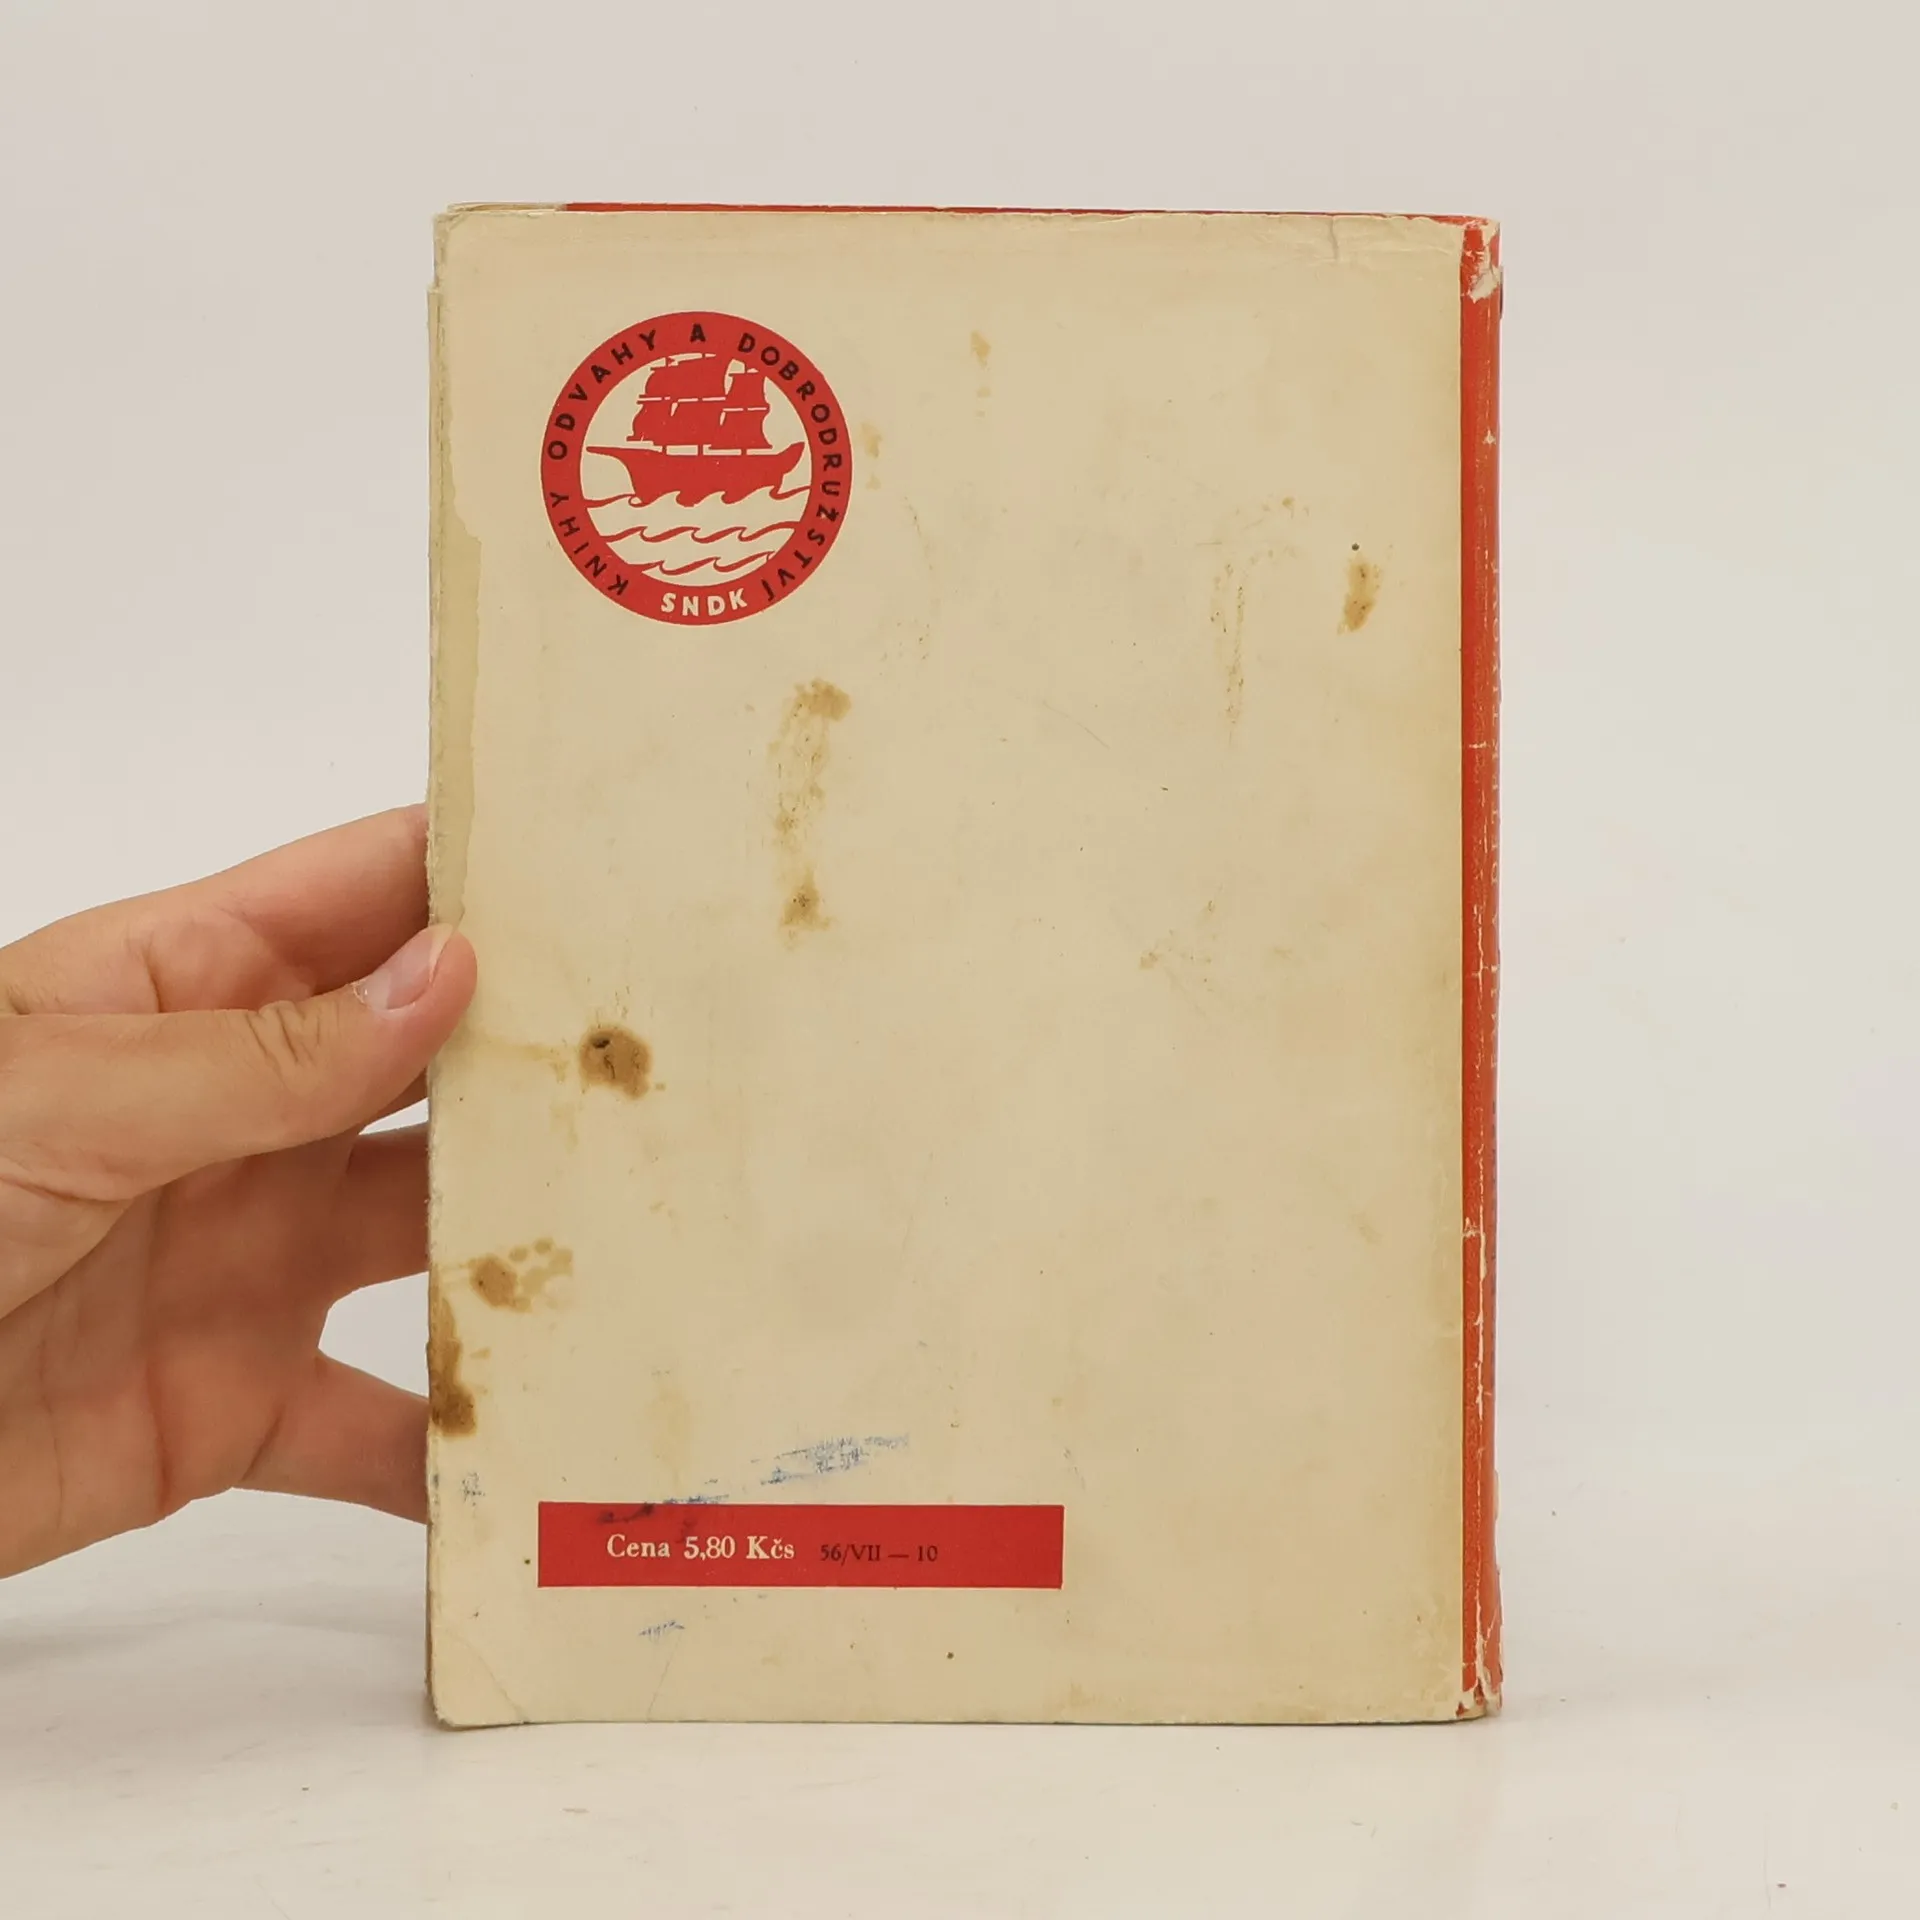 KNIHY ODVAHY A DOBRODRUŽSTVÍ
SNDK
Cena 5,80 Kčs 56/VII — 10